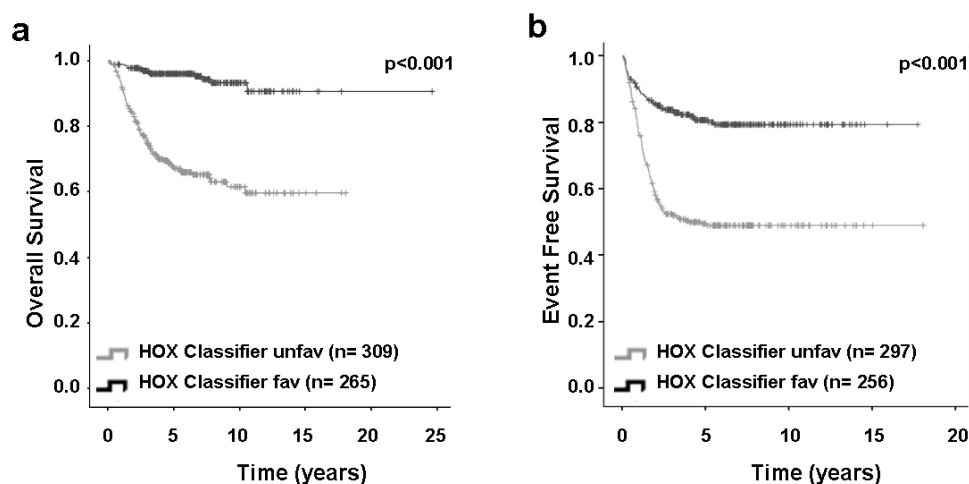 a
p<0.001
Overall Survival
1.0
0.8
0.6
0.4
0.2
0.0
HOX Classifier unfav (n= 309)
HOX Classifier fav (n= 265)
0 5 10 15 20 25
Time (years)
b
p<0.001
Event Free Survival
1.0
0.8
0.6
0.4
0.2
0.0
HOX Classifier unfav (n= 297)
HOX Classifier fav (n= 256)
0 5 10 15 20
Time (years)